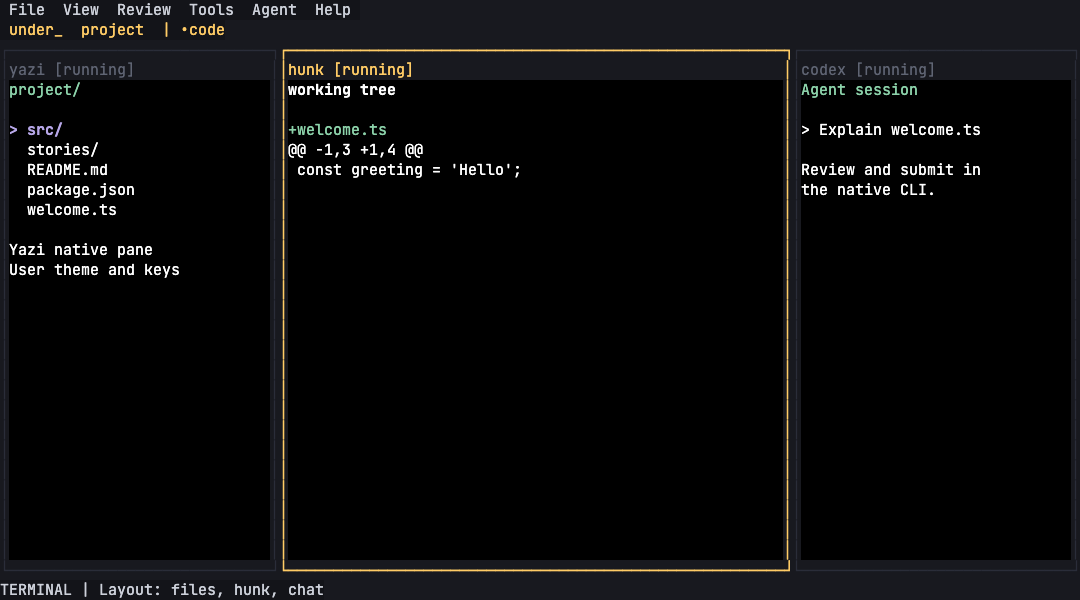 File View Review Tools Agent Help
under_ project | •code
yazi [running]
project/
> src/
stories/
README.md
package.json
welcome.ts
Yazi native pane
User theme and keys
hunk [running]
working tree
+welcome.ts
@@ -1,3 +1,4 @@
const greeting = 'Hello';
codex [running]
Agent session
> Explain welcome.ts
Review and submit in
the native CLI.
TERMINAL | Layout: files, hunk, chat